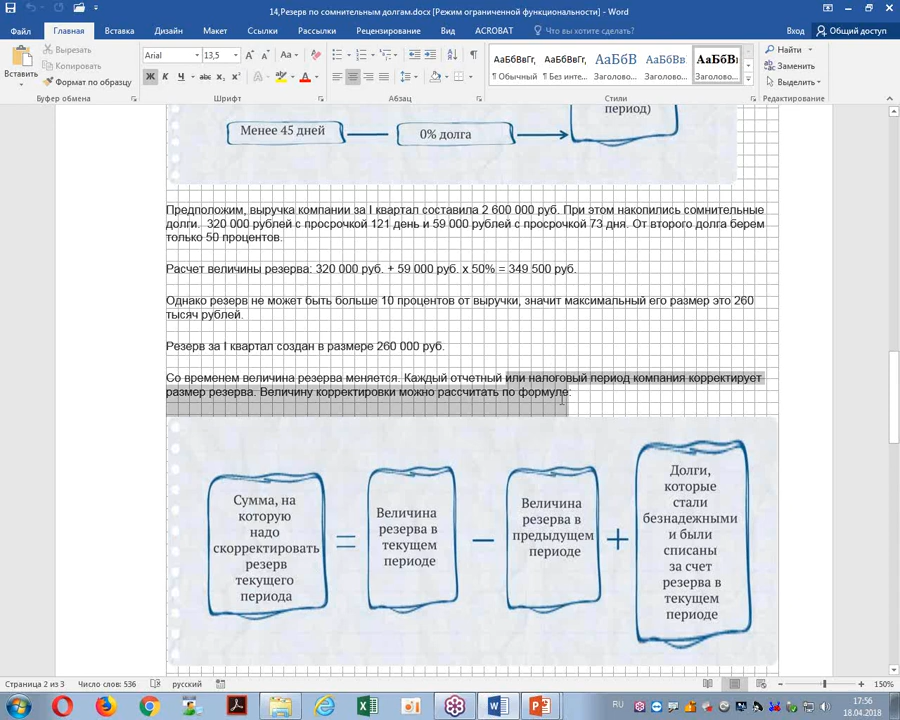 14,Резерв по сомнительным долгам.docx [Режим ограниченной функциональности] - Word
Файл
Главная
Вставка
Дизайн
Макет
Ссылки
Рассылки
Рецензирование
Вид
ACROBAT
Что вы хотите сделать?
Вход
Общий доступ
Вставить
Вырезать
Копировать
Формат по образцу
Буфер обмена
Arial
13,5
Шрифт
Абзац
АаБбВвГг,
¶ Обычный
АаБбВвГг,
¶ Без инте...
АаБбВ
Заголово...
АаБбВв.
Заголово...
АаБбВı
Заголово...
Стили
Найти
Заменить
Выделить
Редактирование
период)
Менее 45 дней
0% долга
Предположим, выручка компании за I квартал составила 2 600 000 руб. При этом накопились сомнительные
долги. 320 000 рублей с просрочкой 121 день и 59 000 рублей с просрочкой 73 дня. От второго долга берем
только 50 процентов.
Расчет величины резерва: 320 000 руб. + 59 000 руб. х 50% = 349 500 руб.
Однако резерв не может быть больше 10 процентов от выручки, значит максимальный его размер это 260
тысяч рублей.
Резерв за I квартал создан в размере 260 000 руб.
Со временем величина резерва меняется. Каждый отчетный или налоговый период компания корректирует
размер резерва. Величину корректировки можно рассчитать по формуле:
Сумма, на
которую
надо
скорректировать
резерв
текущего
периода
=
Величина
резерва в
текущем
периоде
−
Величина
резерва в
предыдущем
периоде
+
Долги,
которые
стали
безнадежными
и были
списаны
за счет
резерва в
текущем
периоде
Страница 2 из 3
Число слов: 536
русский
150%
RU
17:56
18.04.2018